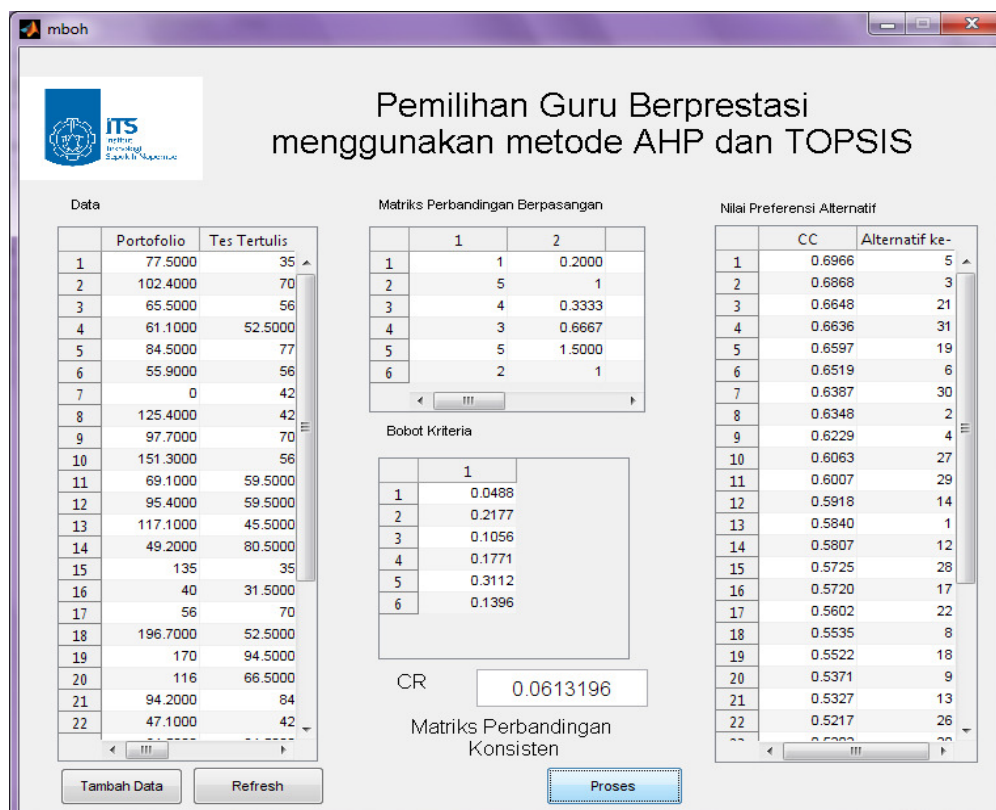 mboh
ITS
Institut
Teknologi
Sepuluh Nopember
Pemilihan Guru Berprestasi
menggunakan metode AHP dan TOPSIS
Data
Portofolio Tes Tertulis
1 77.5000 35
2 102.4000 70
3 65.5000 56
4 61.1000 52.5000
5 84.5000 77
6 55.9000 56
7 0 42
8 125.4000 42
9 97.7000 70
10 151.3000 56
11 69.1000 59.5000
12 95.4000 59.5000
13 117.1000 45.5000
14 49.2000 80.5000
15 135 35
16 40 31.5000
17 56 70
18 196.7000 52.5000
19 170 94.5000
20 116 66.5000
21 94.2000 84
22 47.1000 42
Tambah Data
Refresh
Matriks Perbandingan Berpasangan
1 2
1 1 0.2000
2 5 1
3 4 0.3333
4 3 0.6667
5 5 1.5000
6 2 1
Bobot Kriteria
1
1 0.0488
2 0.2177
3 0.1056
4 0.1771
5 0.3112
6 0.1396
CR 0.0613196
Matriks Perbandingan
Konsisten
Nilai Preferensi Alternatif
CC Alternatif ke-
1 0.6966 5
2 0.6868 3
3 0.6648 21
4 0.6636 31
5 0.6597 19
6 0.6519 6
7 0.6387 30
8 0.6348 2
9 0.6229 4
10 0.6063 27
11 0.6007 29
12 0.5918 14
13 0.5840 1
14 0.5807 12
15 0.5725 28
16 0.5720 17
17 0.5602 22
18 0.5535 8
19 0.5522 18
20 0.5371 9
21 0.5327 13
22 0.5217 26
Proses